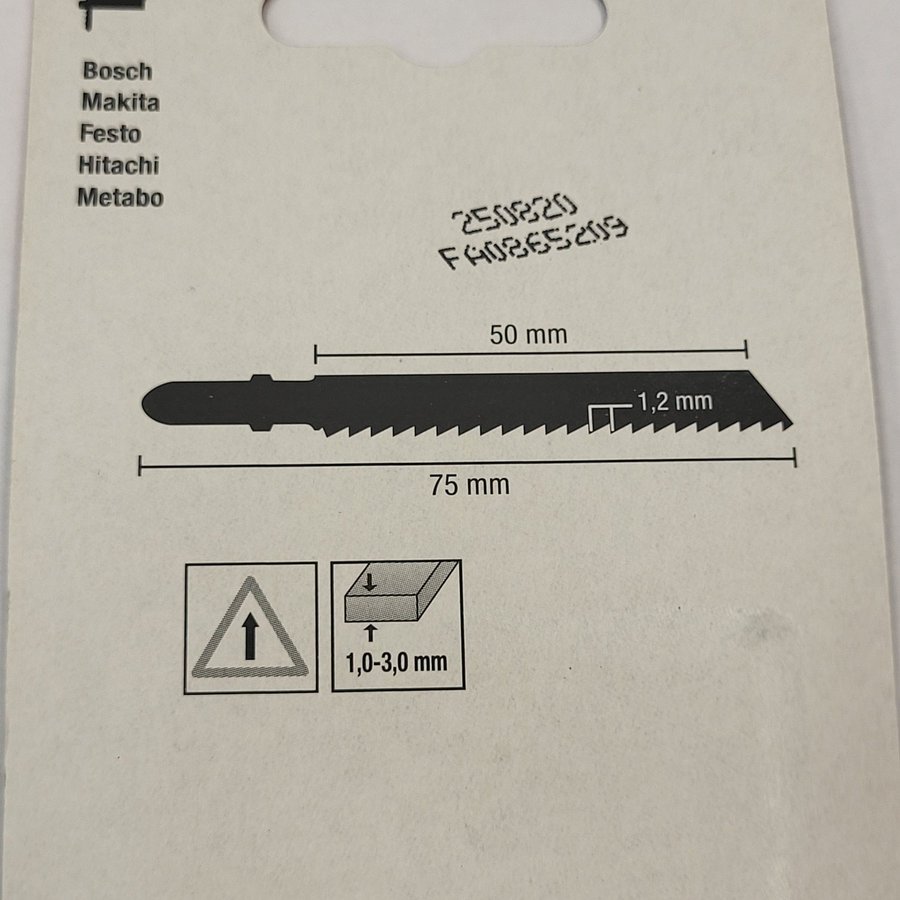 Bosch
Makita
Festo
Hitachi
Metabo
250820
FA0865209
50 mm
1,2 mm
75 mm
1,0-3,0 mm